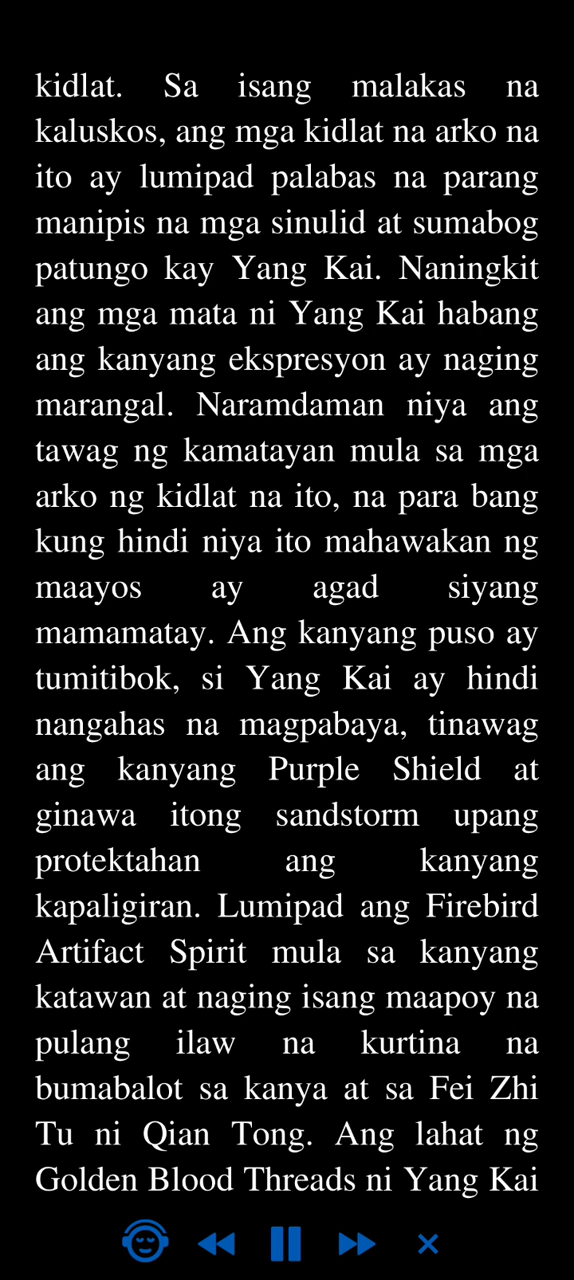 kidlat. Sa isang malakas na
kaluskos, ang mga kidlat na arko na
ito ay lumipad palabas na parang
manipis na mga sinulid at sumabog
patungo kay Yang Kai. Naningkit
ang mga mata ni Yang Kai habang
ang kanyang ekspresyon ay naging
marangal. Naramdaman niya ang
tawag ng kamatayan mula sa mga
arko ng kidlat na ito, na para bang
kung hindi niya ito mahawakan ng
maayos ay agad siyang
mamamatay. Ang kanyang puso ay
tumitibok, si Yang Kai ay hindi
nangahas na magpabaya, tinawag
ang kanyang Purple Shield at
ginawa itong sandstorm upang
protektahan ang kanyang
kapaligiran. Lumipad ang Firebird
Artifact Spirit mula sa kanyang
katawan at naging isang maapoy na
pulang ilaw na kurtina na
bumabalot sa kanya at sa Fei Zhi
Tu ni Qian Tong. Ang lahat ng
Golden Blood Threads ni Yang Kai